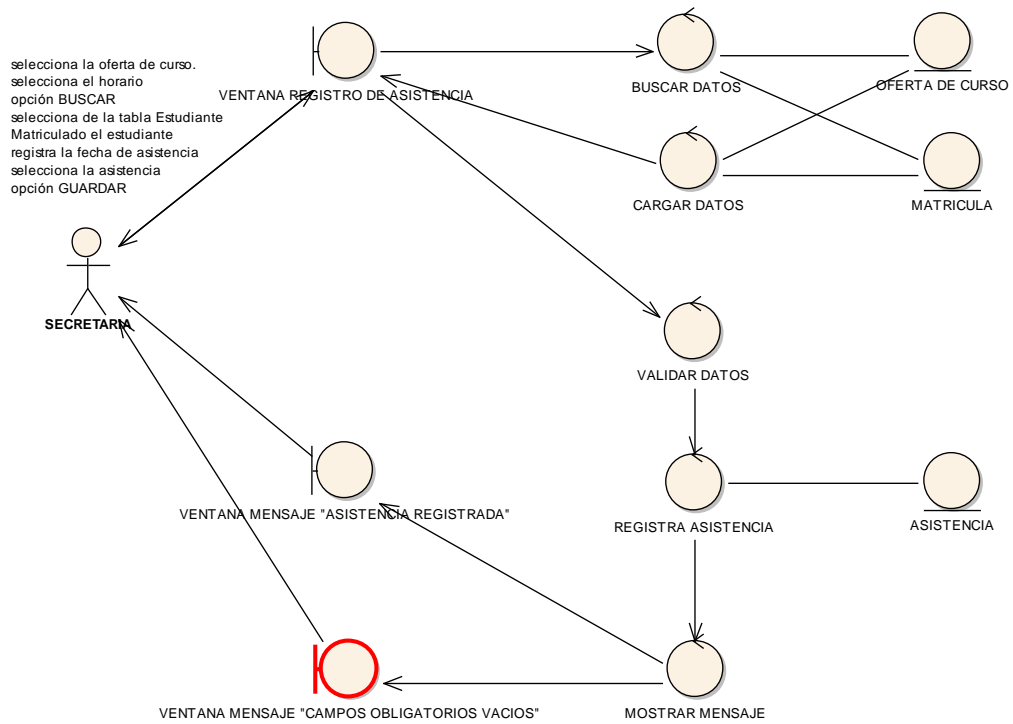 selecciona la oferta de curso.
selecciona el horario
opción BUSCAR
selecciona de la tabla Estudiante
Matriculado el estudiante
registra la fecha de asistencia
selecciona la asistencia
opción GUARDAR
VENTANA REGISTRO DE ASISTENCIA
BUSCAR DATOS
OFERTA DE CURSO
CARGAR DATOS
MATRICULA
SECRETARIA
VALIDAR DATOS
VENTANA MENSAJE "ASISTENCIA REGISTRADA"
REGISTRA ASISTENCIA
ASISTENCIA
VENTANA MENSAJE "CAMPOS OBLIGATORIOS VACIOS"
MOSTRAR MENSAJE